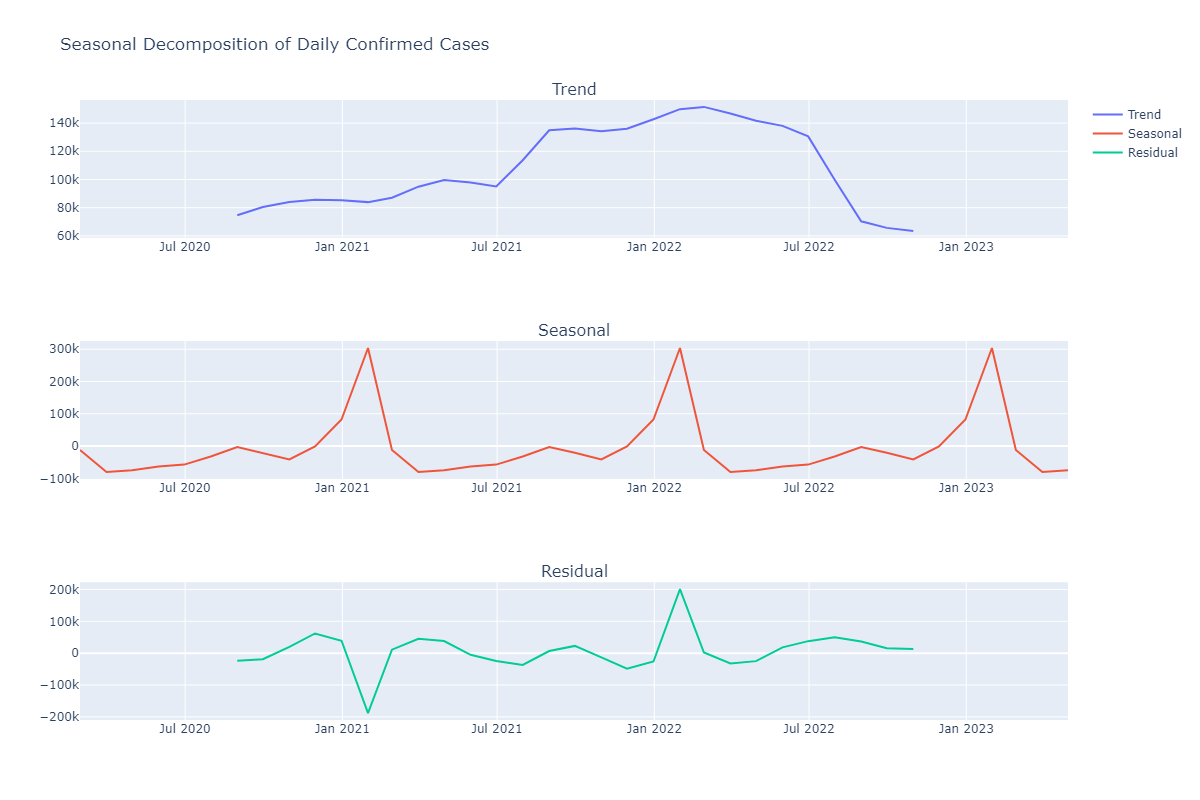 Seasonal Decomposition of Daily Confirmed Cases
Trend
140k
120k
100k
80k
60k
Jul 2020 Jan 2021 Jul 2021 Jan 2022 Jul 2022 Jan 2023
Trend
Seasonal
Residual
Seasonal
300k
200k
100k
0
−100k
Jul 2020 Jan 2021 Jul 2021 Jan 2022 Jul 2022 Jan 2023
Residual
200k
100k
0
−100k
−200k
Jul 2020 Jan 2021 Jul 2021 Jan 2022 Jul 2022 Jan 2023